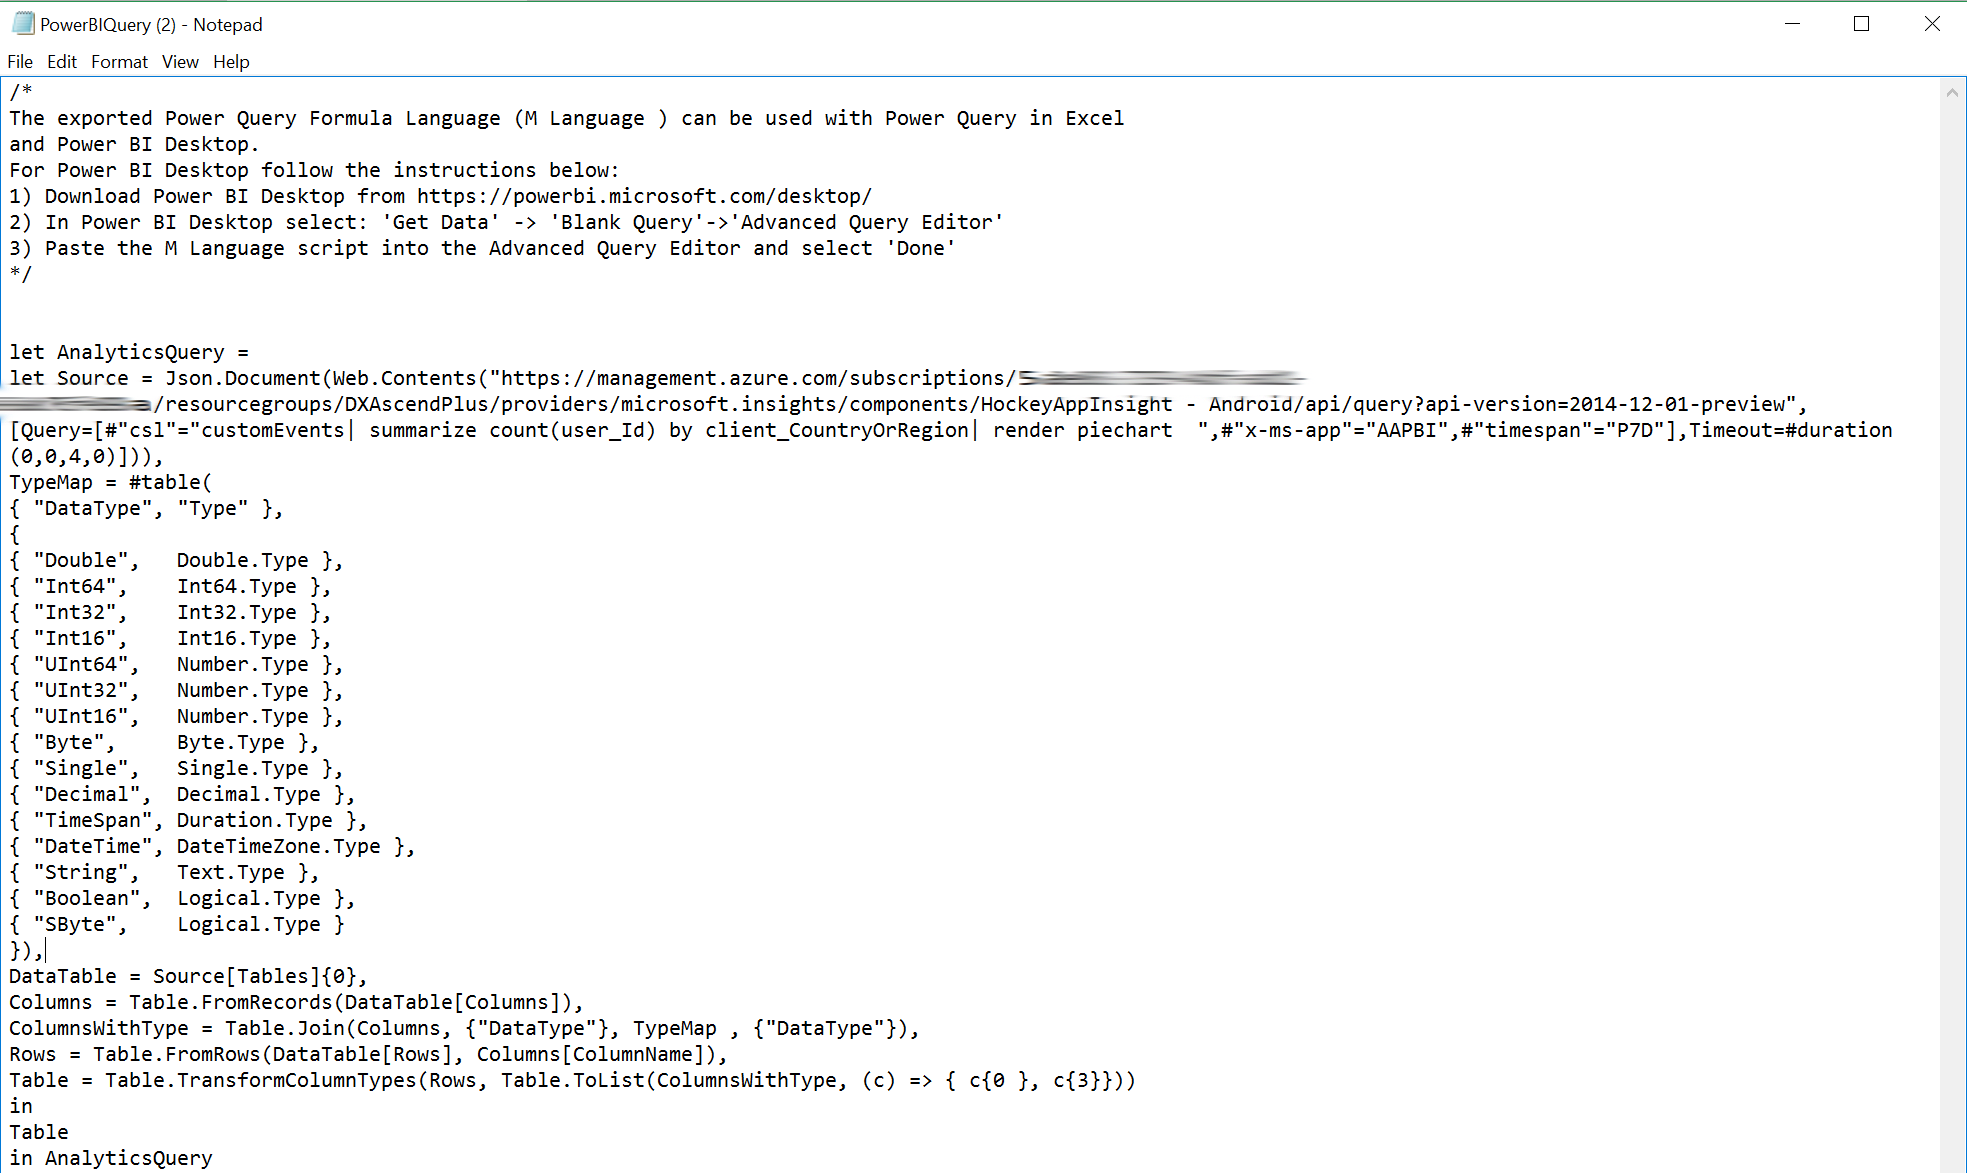 PowerBIQuery (2) - Notepad
File Edit Format View Help
/*
The exported Power Query Formula Language (M Language ) can be used with Power Query in Excel
and Power BI Desktop.
For Power BI Desktop follow the instructions below:
1) Download Power BI Desktop from https://powerbi.microsoft.com/desktop/
2) In Power BI Desktop select: 'Get Data' -> 'Blank Query'->'Advanced Query Editor'
3) Paste the M Language script into the Advanced Query Editor and select 'Done'
*/
let AnalyticsQuery =
let Source = Json.Document(Web.Contents("https://management.azure.com/subscriptions/
/resourcegroups/DXAscendPlus/providers/microsoft.insights/components/HockeyAppInsight - Android/api/query?api-version=2014-12-01-preview",
[Query=[#"csl"="customEvents| summarize count(user_Id) by client_CountryOrRegion| render piechart  ",#"x-ms-app"="AAPBI",#"timespan"="P7D"],Timeout=#duration
(0,0,4,0)])),
TypeMap = #table(
{ "DataType", "Type" },
{
{ "Double",   Double.Type },
{ "Int64",    Int64.Type },
{ "Int32",    Int32.Type },
{ "Int16",    Int16.Type },
{ "UInt64",   Number.Type },
{ "UInt32",   Number.Type },
{ "UInt16",   Number.Type },
{ "Byte",     Byte.Type },
{ "Single",   Single.Type },
{ "Decimal",  Decimal.Type },
{ "TimeSpan", Duration.Type },
{ "DateTime", DateTimeZone.Type },
{ "String",   Text.Type },
{ "Boolean",  Logical.Type },
{ "SByte",    Logical.Type }
}),
DataTable = Source[Tables]{0},
Columns = Table.FromRecords(DataTable[Columns]),
ColumnsWithType = Table.Join(Columns, {"DataType"}, TypeMap , {"DataType"}),
Rows = Table.FromRows(DataTable[Rows], Columns[ColumnName]),
Table = Table.TransformColumnTypes(Rows, Table.ToList(ColumnsWithType, (c) => { c{0 }, c{3}}))
in
Table
in AnalyticsQuery